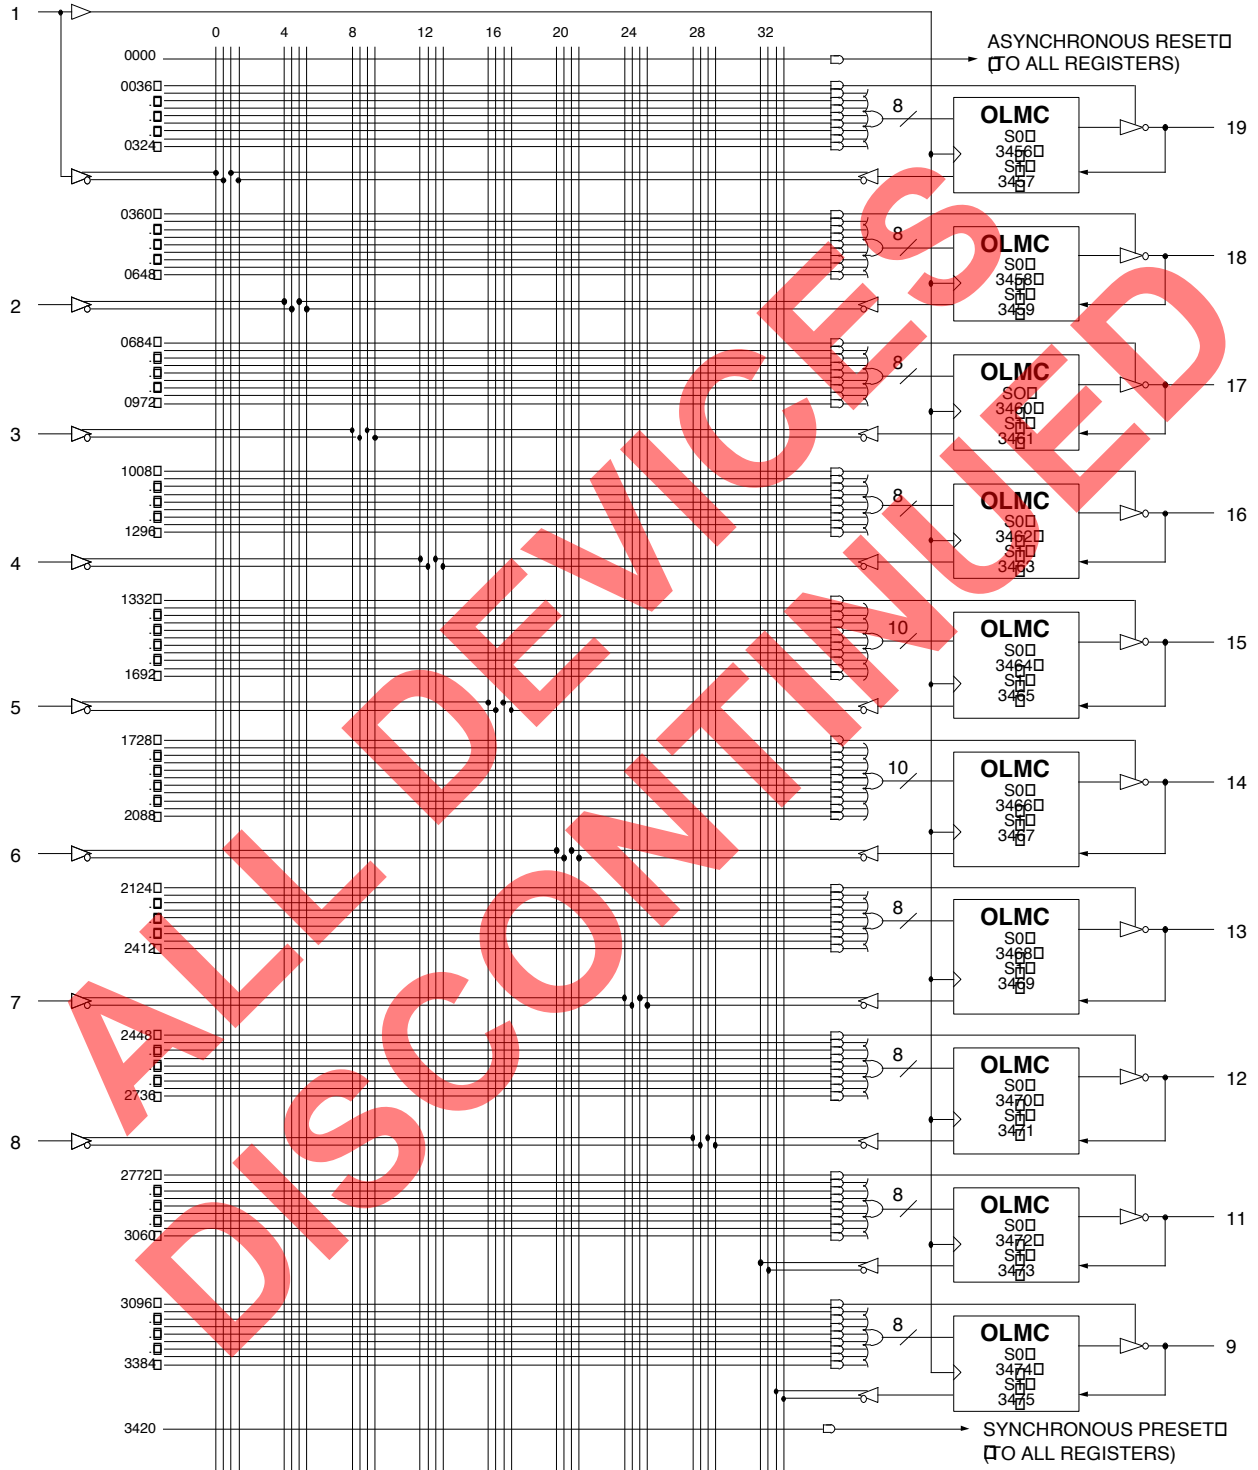 1
0 4 8 12 16 20 24 28 32
0000
ASYNCHRONOUS RESET
(TO ALL REGISTERS)
0036
.
.
.
0324
8
OLMC
S0
3456
S1
3457
19
0360
.
.
0648
8
OLMC
S0
3458
S1
3459
18
2
0684
.
.
.
0972
8
OLMC
SO
3460
S1
3461
17
3
1008
.
.
.
1296
8
OLMC
S0
3462
S1
3463
16
4
1332
.
.
.
.
1692
10
OLMC
S0
3464
S1
3465
15
5
1728
.
.
.
.
2088
10
OLMC
S0
3466
S1
3467
14
6
2124
.
.
.
2412
8
OLMC
S0
3468
S1
3469
13
7
2448
.
.
.
2736
8
OLMC
S0
3470
S1
3471
12
8
2772
.
.
.
3060
8
OLMC
S0
3472
S1
3473
11
3096
.
.
.
3384
8
OLMC
S0
3474
S1
3475
9
3420
SYNCHRONOUS PRESET
(TO ALL REGISTERS)
ALL DEVICES
DISCONTINUED